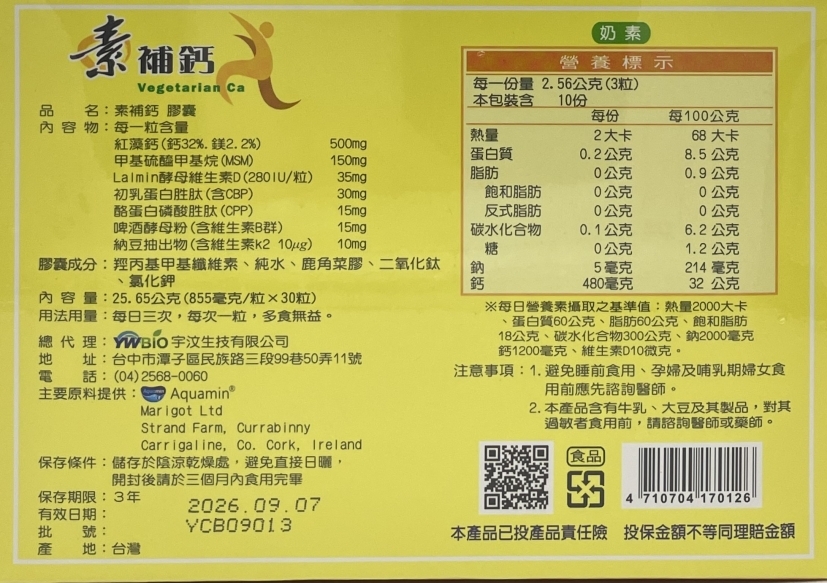 素補鈣
Vegetarian Ca
品　　名：素補鈣 膠囊
內 容 物：每一粒含量
紅藻鈣(鈣32%.鎂2.2%) 500mg
甲基硫醯甲基烷(MSM) 150mg
Lalmin酵母維生素D(280IU/粒) 35mg
初乳蛋白胜肽(含CBP) 30mg
酪蛋白磷酸胜肽(CPP) 15mg
啤酒酵母粉(含維生素B群) 15mg
納豆抽出物(含維生素k2 10μg) 10mg
膠囊成分：羥丙基甲基纖維素、純水、鹿角菜膠、二氧化鈦
、氯化鉀
內 容 量：25.65公克(855毫克/粒×30粒)
用法用量：每日三次，每次一粒，多食無益。
總 代 理：YWBIO 宇汶生技有限公司
地　　址：台中市潭子區民族路三段99巷50弄11號
電　　話：(04)2568-0060
主要原料提供：Aquamin®
Marigot Ltd
Strand Farm, Currabinny
Carrigaline, Co. Cork, Ireland
保存條件：儲存於陰涼乾燥處，避免直接日曬，
開封後請於三個月內食用完畢
保存期限：3年
有效日期：2026.09.07
批　　號：YCB09013
產　　地：台灣
奶素
營養標示
每一份量 2.56公克(3粒)
本包裝含 10份
每份 每100公克
熱量 2大卡 68 大卡
蛋白質 0.2公克 8.5 公克
脂肪 0公克 0.9 公克
飽和脂肪 0公克 0 公克
反式脂肪 0公克 0 公克
碳水化合物 0.1公克 6.2 公克
糖 0公克 1.2 公克
鈉 5毫克 214 毫克
鈣 480毫克 32 公克
※每日營養素攝取之基準值：熱量2000大卡
、蛋白質60公克、脂肪60公克、飽和脂肪
18公克、碳水化合物300公克、鈉2000毫克
鈣1200毫克、維生素D10微克。
注意事項：1.避免睡前食用、孕婦及哺乳期婦女食
用前應先諮詢醫師。
2.本產品含有牛乳、大豆及其製品，對其
過敏者食用前，請諮詢醫師或藥師。
食品
4 710704 170126
本產品已投產品責任險　投保金額不等同理賠金額